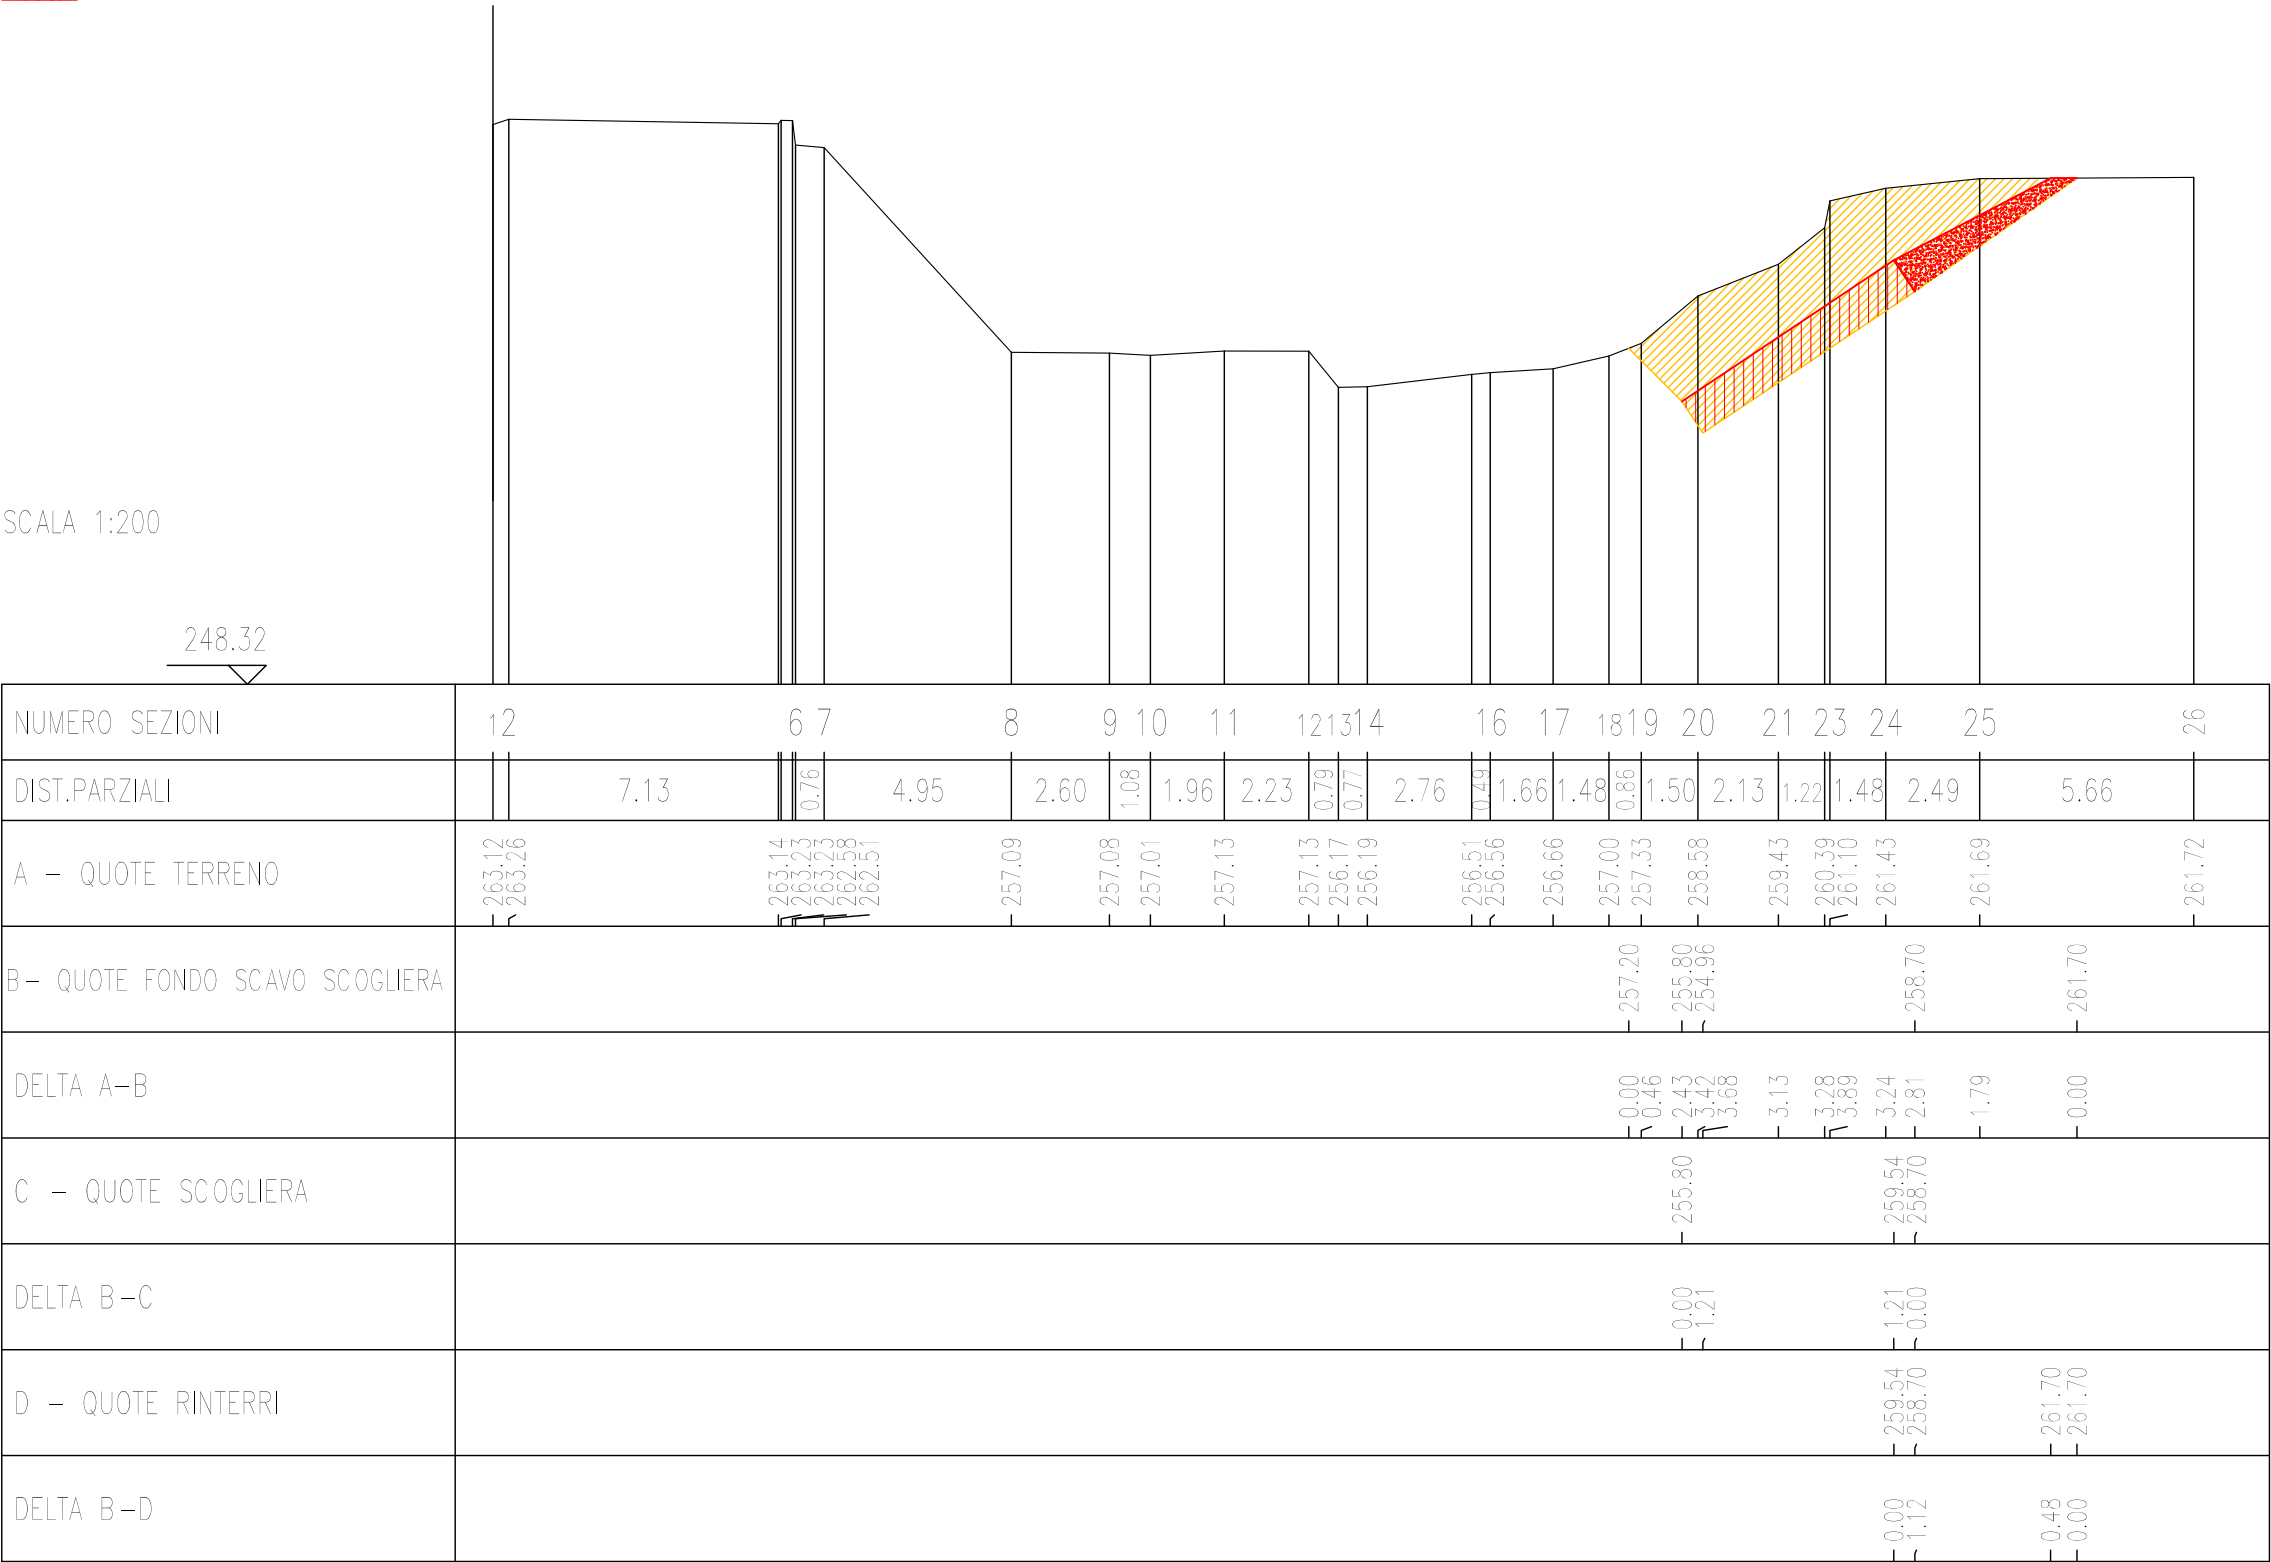 SCALA 1:200
248.32
NUMERO SEZIONI 1 2 6 7 8 9 10 11 12 13 14 16 17 18 19 20 21 23 24 25 26
DIST.PARZIALI 7.13 0.76 4.95 2.60 1.08 1.96 2.23 0.79 0.77 2.76 0.49 1.66 1.48 0.86 1.50 2.13 1.22 1.48 2.49 5.66
A - QUOTE TERRENO 263.12 263.26 263.14 263.23 263.23 262.58 262.51 257.09 257.08 257.01 257.13 257.13 256.17 256.19 256.51 256.56 256.66 257.00 257.33 258.58 259.43 260.39 261.10 261.43 261.69 261.72
B- QUOTE FONDO SCAVO SCOGLIERA 257.20 255.80 254.96 258.70 261.70
DELTA A-B 0.00 0.46 2.43 3.42 3.68 3.13 3.28 3.89 3.24 2.81 1.79 0.00
C - QUOTE SCOGLIERA 255.80 259.54 258.70
DELTA B-C 0.00 1.21 1.21 0.00
D - QUOTE RINTERRI 259.54 258.70 261.70 261.70
DELTA B-D 0.00 1.12 0.48 0.00